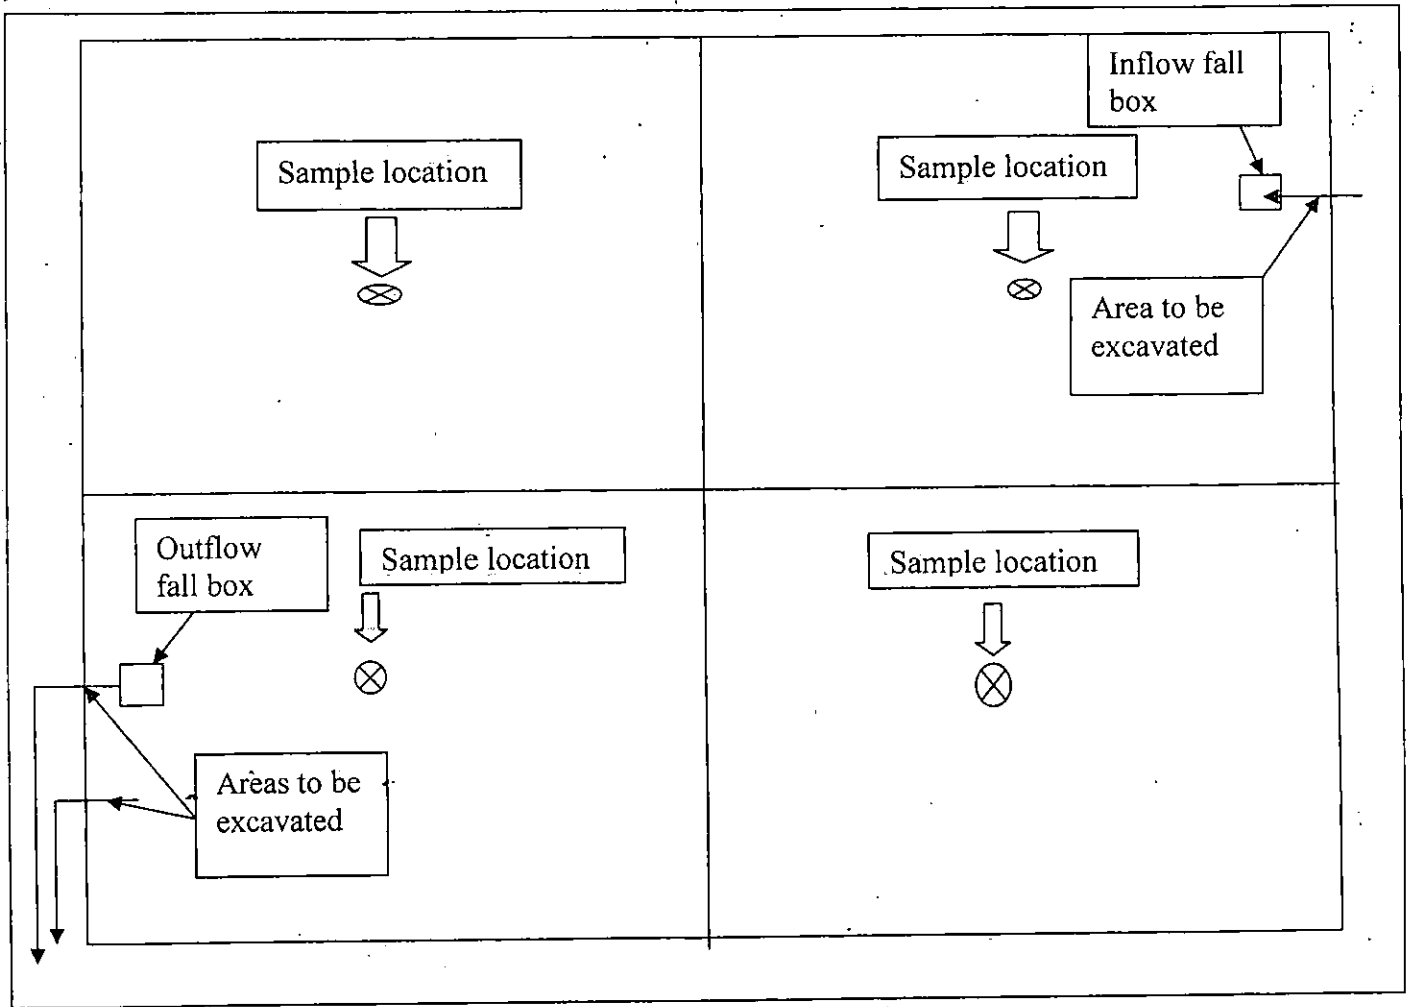 Inflow fall
box
Sample location
Sample location
Area to be
excavated
Outflow
fall box
Sample location
Sample location
Areas to be
excavated